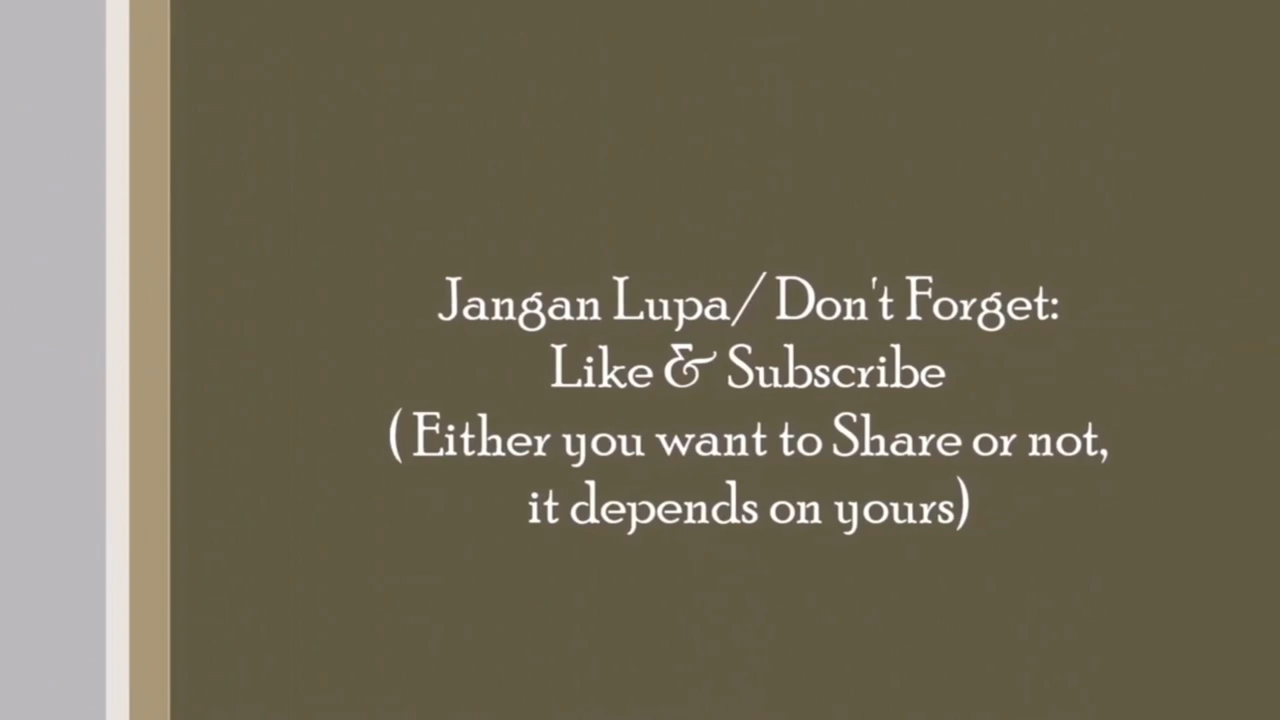 Jangan Lupa/ Don't Forget:
Like & Subscribe
(Either you want to Share or not,
it depends on yours)